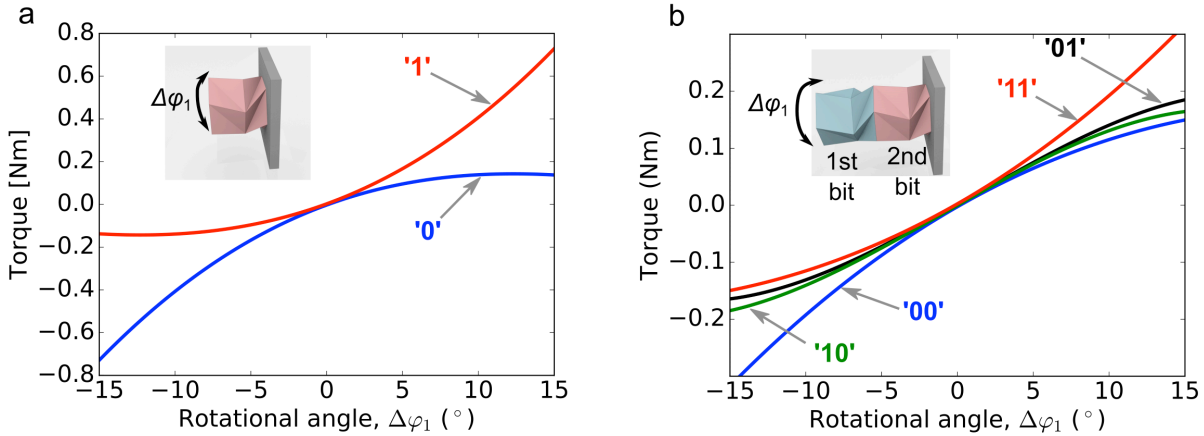 a
Torque [Nm]
0.8
0.6
0.4
0.2
0.0
−0.2
−0.4
−0.6
−0.8
−15
−10
−5
0
5
10
15
Rotational angle, Δφ₁ (°)
Δφ₁
'1'
'0'
b
Torque (Nm)
0.2
0.1
0.0
−0.1
−0.2
−15
−10
−5
0
5
10
15
Rotational angle, Δφ₁ (°)
Δφ₁
1st
bit
2nd
bit
'01'
'11'
'00'
'10'